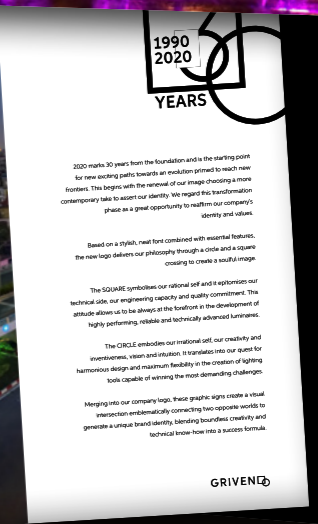 30
1990
2020
YEARS
2020 marks 30 years from the foundation and is the starting point
for new exciting paths towards an evolution primed to reach new
frontiers. This begins with the renewal of our image choosing a more
contemporary take to assert our identity. We regard this transformation
phase as a great opportunity to reaffirm our company's
identity and values.
Based on a stylish, neat font combined with essential features,
the new logo delivers our philosophy through a circle and a square
crossing to create a soulful image.
The SQUARE symbolises our rational self and it epitomises our
technical side, our engineering capacity and quality commitment. This
attitude allows us to be always at the forefront in the development of
highly performing, reliable and technically advanced luminaires.
The CIRCLE embodies our irrational self, our creativity and
inventiveness, vision and intuition. It translates into our quest for
harmonious design and maximum flexibility in the creation of lighting
tools capable of winning the most demanding challenges.
Merging into our company logo, these graphic signs create a visual
intersection emblematically connecting two opposite worlds to
generate a unique brand identity, blending boundless creativity and
technical know-how into a success formula.
GRIVEN